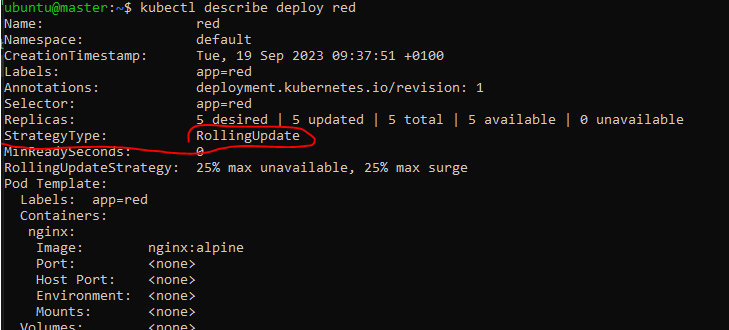 ubuntu@master:~$ kubectl describe deploy red
Name:                   red
Namespace:              default
CreationTimestamp:      Tue, 19 Sep 2023 09:37:51 +0100
Labels:                 app=red
Annotations:            deployment.kubernetes.io/revision: 1
Selector:               app=red
Replicas:               5 desired | 5 updated | 5 total | 5 available | 0 unavailable
StrategyType:           RollingUpdate
MinReadySeconds:        0
RollingUpdateStrategy:  25% max unavailable, 25% max surge
Pod Template:
  Labels:  app=red
  Containers:
   nginx:
    Image:        nginx:alpine
    Port:         <none>
    Host Port:    <none>
    Environment:  <none>
    Mounts:       <none>
  Volumes:        <none>